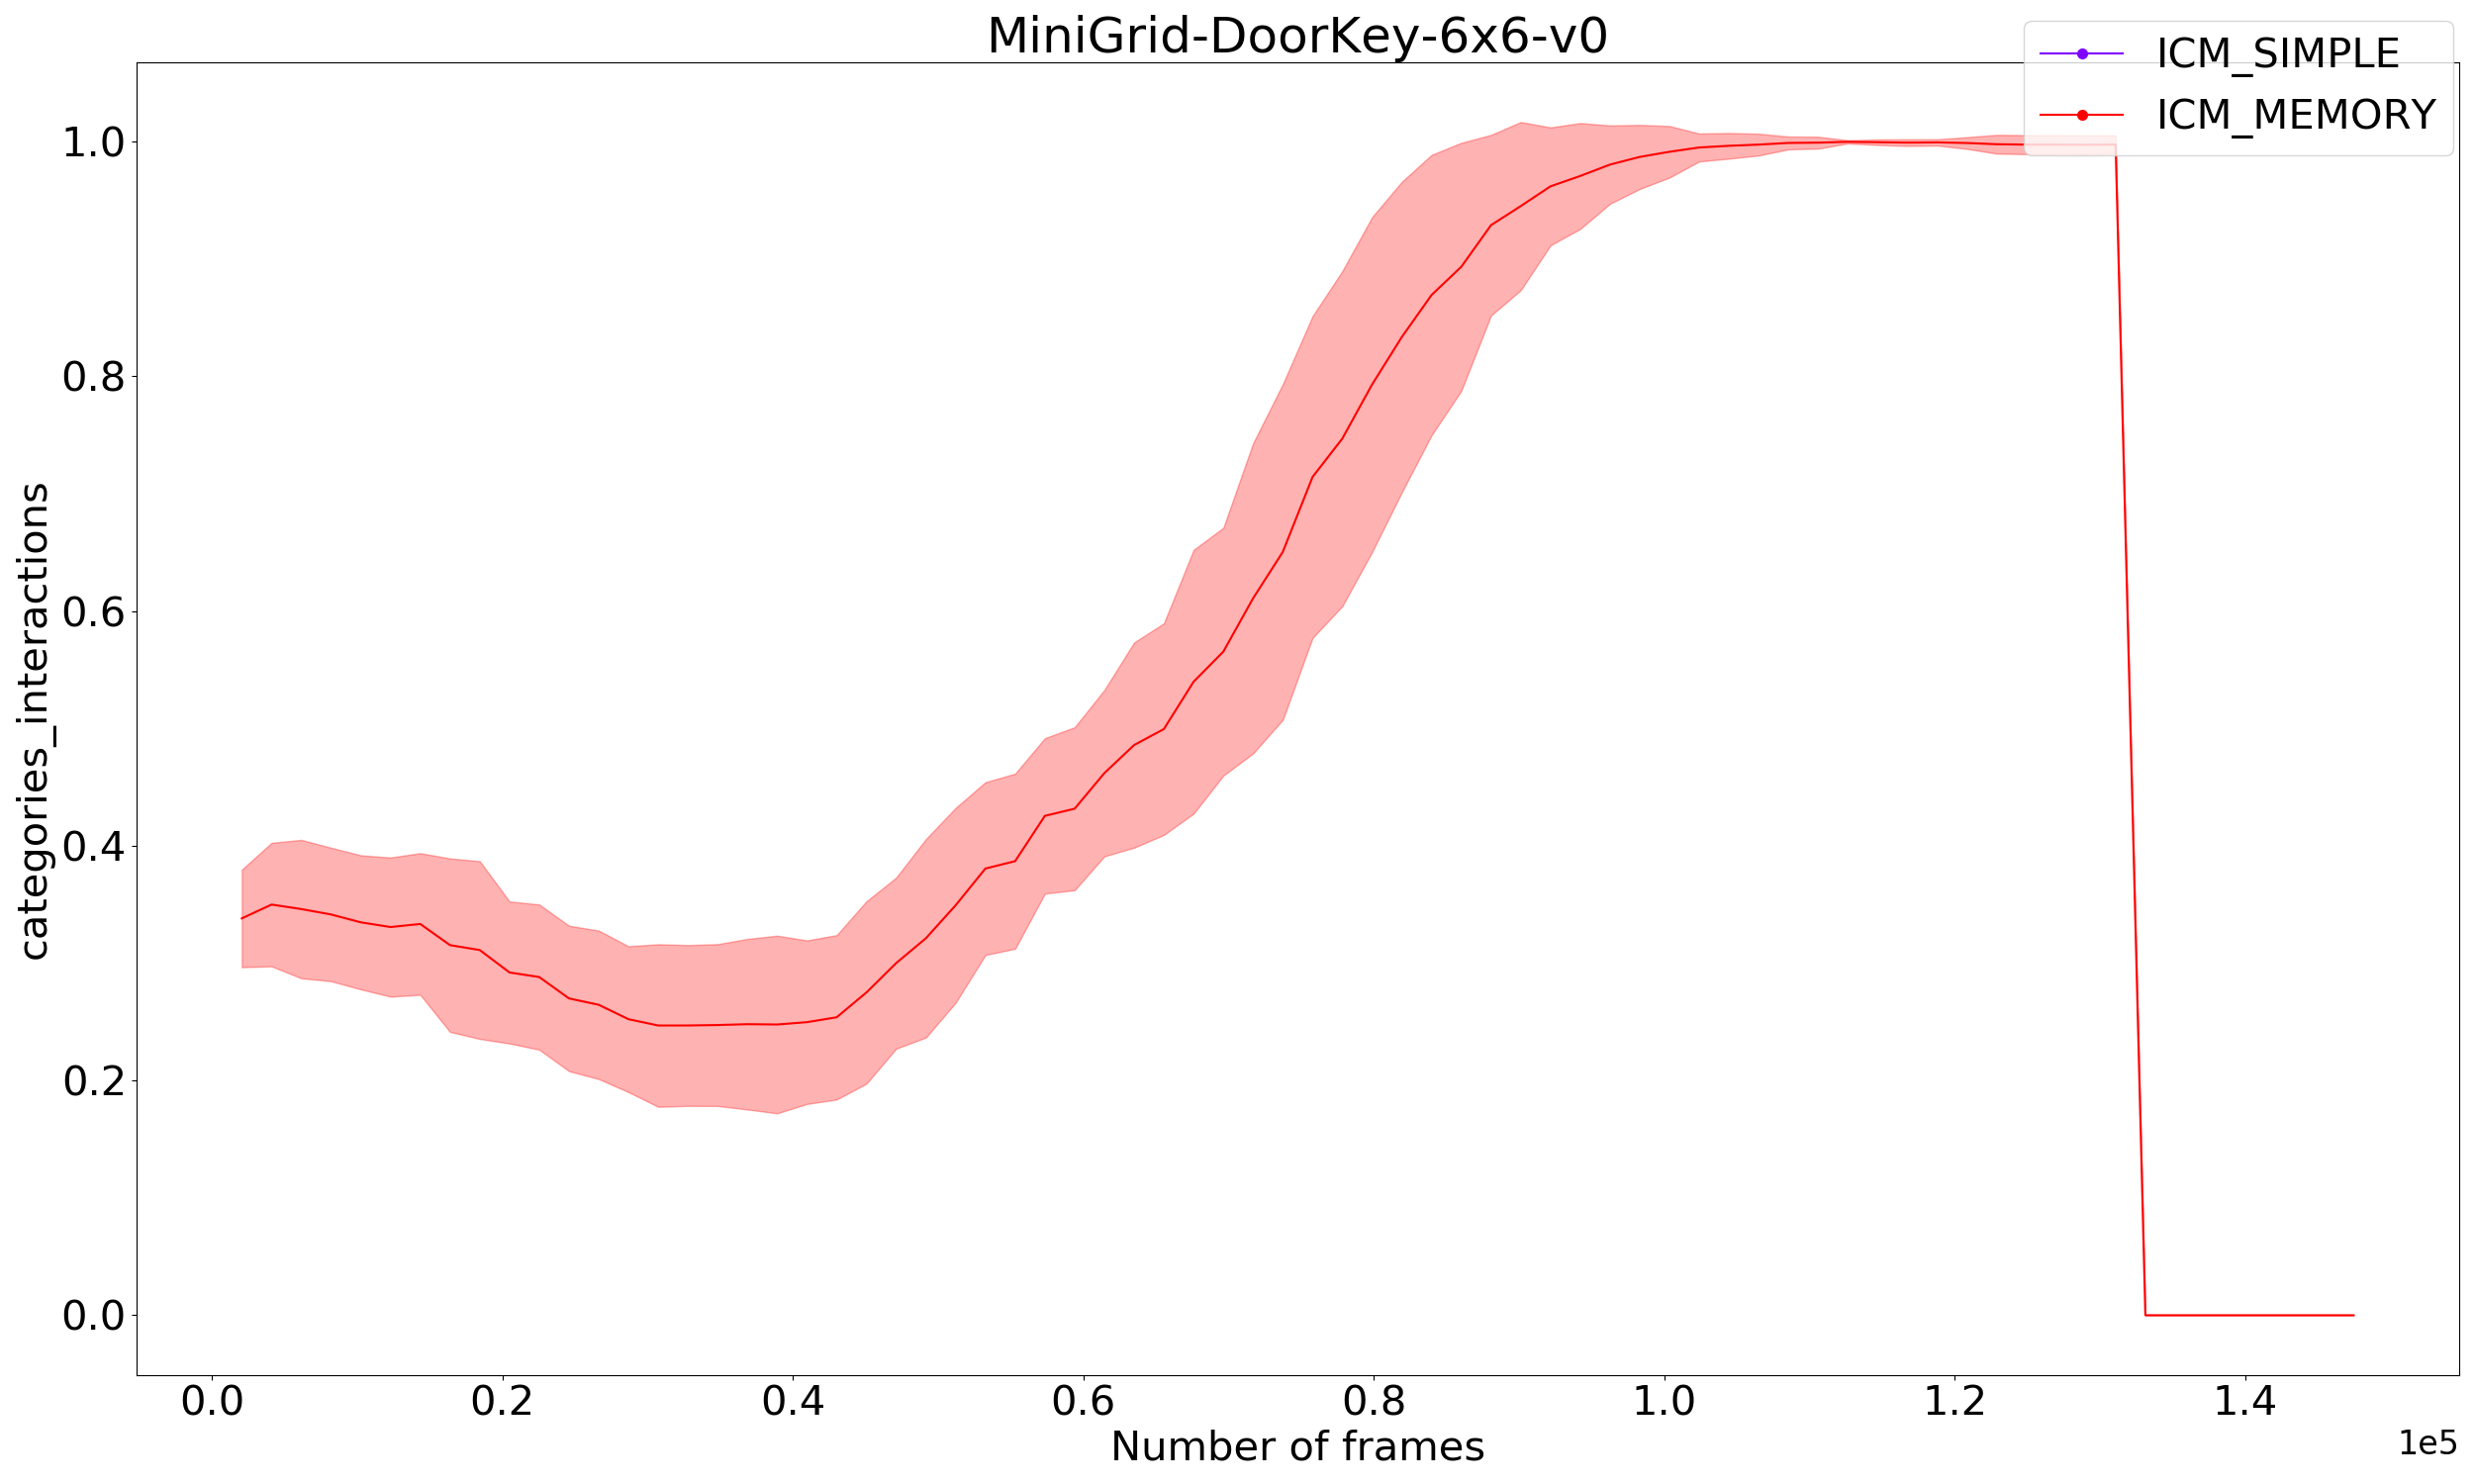 MiniGrid-DoorKey-6x6-v0
ICM_SIMPLE
ICM_MEMORY
categories_interactions
1.0
0.8
0.6
0.4
0.2
0.0
0.0 0.2 0.4 0.6 0.8 1.0 1.2 1.4
Number of frames
1e5